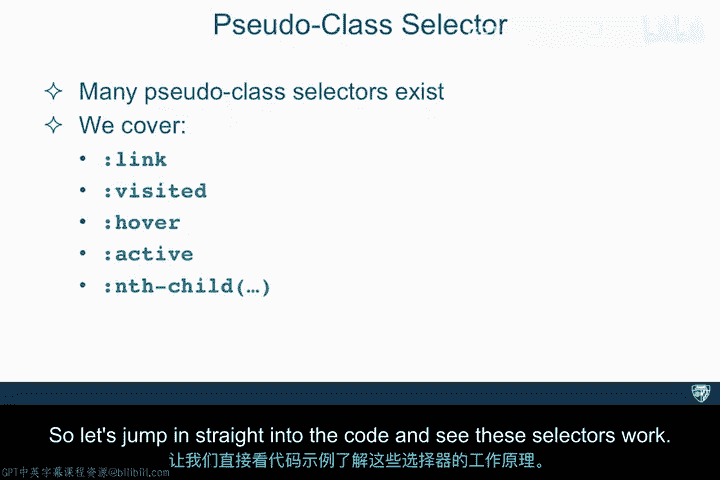 Pseudo-Class Selector
✧ Many pseudo-class selectors exist
✧ We cover:
• :link
• :visited
• :hover
• :active
• :nth-child(…)
So let's jump in straight into the code and see these selectors work.
让我们直接看代码示例了解这些选择器的工作原理。
GPT中英字幕课程资源@bilibili.com